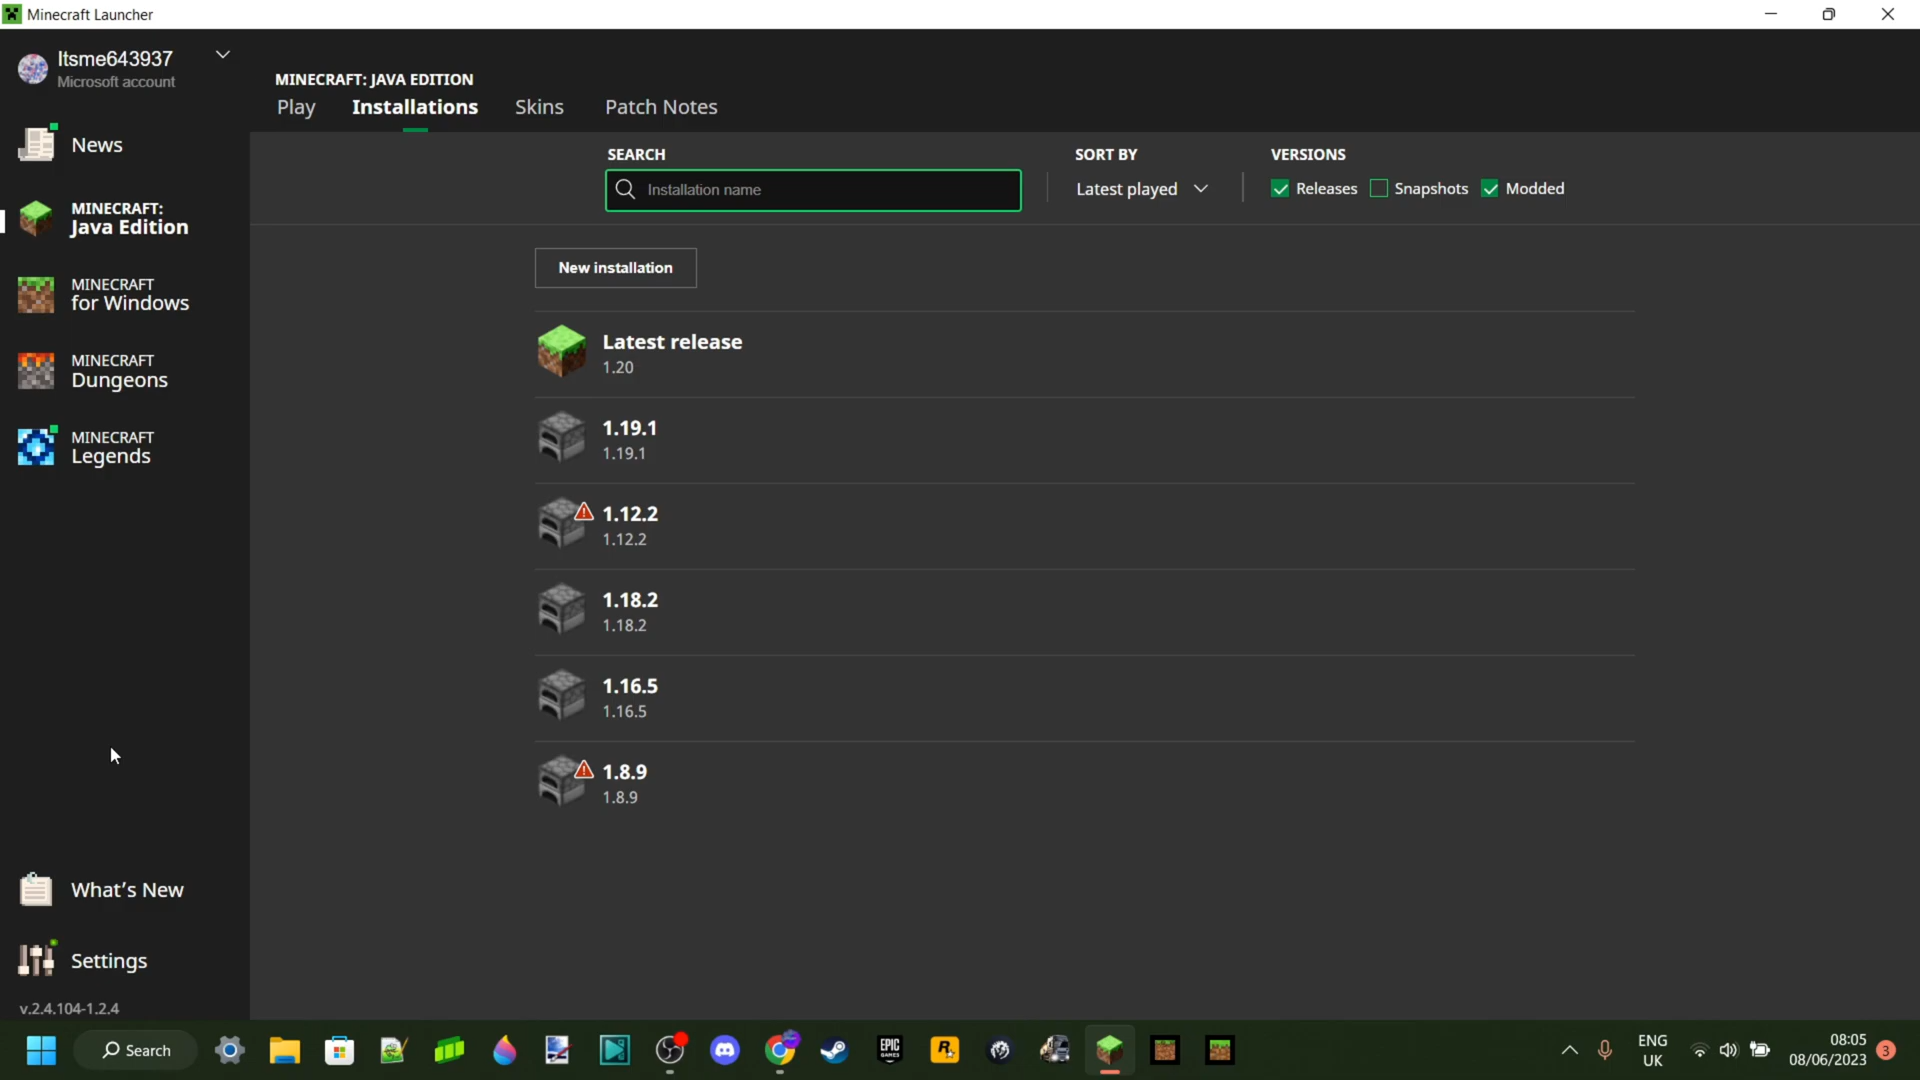 Minecraft Launcher
Itsme643937
Microsoft account
News
MINECRAFT:
Java Edition
MINECRAFT
for Windows
MINECRAFT
Dungeons
MINECRAFT
Legends
What's New
Settings
v.2.4.104-1.2.4
MINECRAFT: JAVA EDITION
Play Installations Skins Patch Notes
SEARCH SORT BY VERSIONS
Installation name Latest played Releases Snapshots Modded
New installation
Latest release
1.20
1.19.1
1.19.1
1.12.2
1.12.2
1.18.2
1.18.2
1.16.5
1.16.5
1.8.9
1.8.9
Search
EPIC
GAMES
R
ENG
UK
08:05
08/06/2023
3